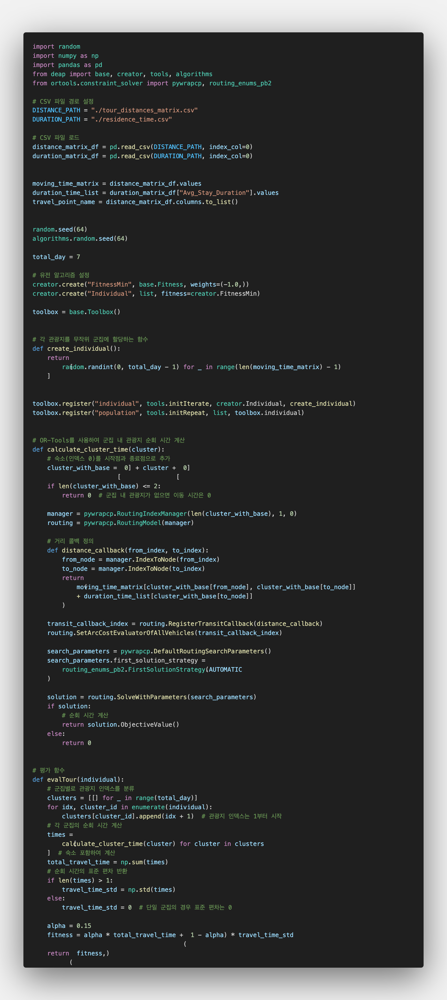 import random
import numpy as np
import pandas as pd
from deap import base, creator, tools, algorithms
from ortools.constraint_solver import pywrapcp, routing_enums_pb2

# CSV 파일 경로 설정
DISTANCE_PATH = "./tour_distances_matrix.csv"
DURATION_PATH = "./residence_time.csv"

# CSV 파일 로드
distance_matrix_df = pd.read_csv(DISTANCE_PATH, index_col=0)
duration_matrix_df = pd.read_csv(DURATION_PATH, index_col=0)


moving_time_matrix = distance_matrix_df.values
duration_time_list = duration_matrix_df["Avg_Stay_Duration"].values
travel_point_name = distance_matrix_df.columns.to_list()


random.seed(64)
algorithms.random.seed(64)

total_day = 7

# 유전 알고리즘 설정
creator.create("FitnessMin", base.Fitness, weights=(-1.0,))
creator.create("Individual", list, fitness=creator.FitnessMin)

toolbox = base.Toolbox()


# 각 관광지를 무작위 군집에 할당하는 함수
def create_individual():
    return
        [random.randint(0, total_day - 1) for _ in range(len(moving_time_matrix) - 1)
    ]


toolbox.register("individual", tools.initIterate, creator.Individual, create_individual)
toolbox.register("population", tools.initRepeat, list, toolbox.individual)


# OR-Tools를 사용하여 군집 내 관광지 순회 시간 계산
def calculate_cluster_time(cluster):
    # 숙소(인덱스 0)를 시작점과 종료점으로 추가
    cluster_with_base =  0] + cluster +  0]
                       [               [
    if len(cluster_with_base) <= 2:
        return 0  # 군집 내 관광지가 없으면 이동 시간은 0

    manager = pywrapcp.RoutingIndexManager(len(cluster_with_base), 1, 0)
    routing = pywrapcp.RoutingModel(manager)

    # 거리 콜백 정의
    def distance_callback(from_index, to_index):
        from_node = manager.IndexToNode(from_index)
        to_node = manager.IndexToNode(to_index)
        return
            (moving_time_matrix[cluster_with_base[from_node], cluster_with_base[to_node]]
            + duration_time_list[cluster_with_base[to_node]]
        )

    transit_callback_index = routing.RegisterTransitCallback(distance_callback)
    routing.SetArcCostEvaluatorOfAllVehicles(transit_callback_index)

    search_parameters = pywrapcp.DefaultRoutingSearchParameters()
    search_parameters.first_solution_strategy =
        routing_enums_pb2.FirstSolutionStrategy(.AUTOMATIC
    )

    solution = routing.SolveWithParameters(search_parameters)
    if solution:
        # 순회 시간 계산
        return solution.ObjectiveValue()
    else:
        return 0


# 평가 함수
def evalTour(individual):
    # 군집별로 관광지 인덱스를 분류
    clusters = [[] for _ in range(total_day)]
    for idx, cluster_id in enumerate(individual):
        clusters[cluster_id].append(idx + 1)  # 관광지 인덱스는 1부터 시작
    # 각 군집의 순회 시간 계산
    times =
        [calculate_cluster_time(cluster) for cluster in clusters
    ]  # 숙소 포함하여 계산
    total_travel_time = np.sum(times)
    # 순회 시간의 표준 편차 반환
    if len(times) > 1:
        travel_time_std = np.std(times)
    else:
        travel_time_std = 0  # 단일 군집의 경우 표준 편차는 0

    alpha = 0.15
    fitness = alpha * total_travel_time +  1 - alpha) * travel_time_std
                                         (
    return  fitness,)
          (